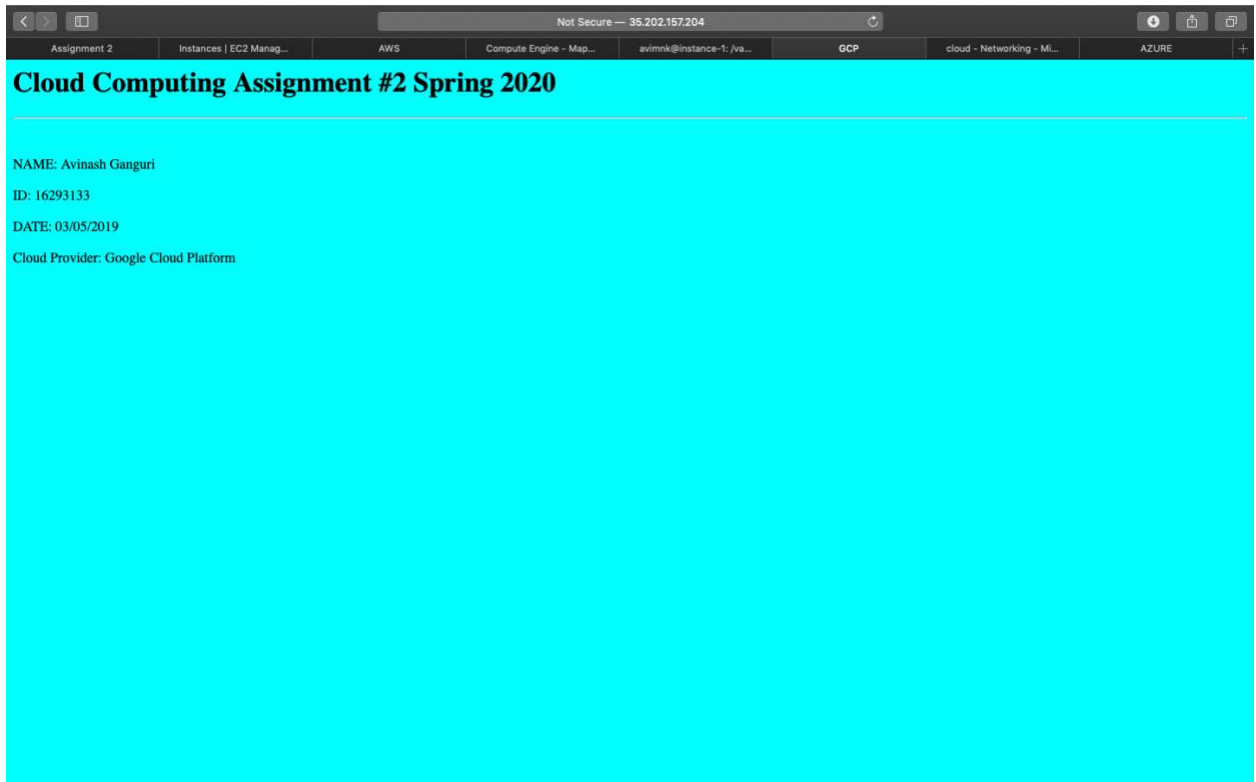 Not Secure — 35.202.157.204
Assignment 2
Instances | EC2 Manag...
AWS
Compute Engine - Map...
avimnk@instance-1: /va...
GCP
cloud - Networking - Mi...
AZURE
Cloud Computing Assignment #2 Spring 2020
NAME: Avinash Ganguri
ID: 16293133
DATE: 03/05/2019
Cloud Provider: Google Cloud Platform